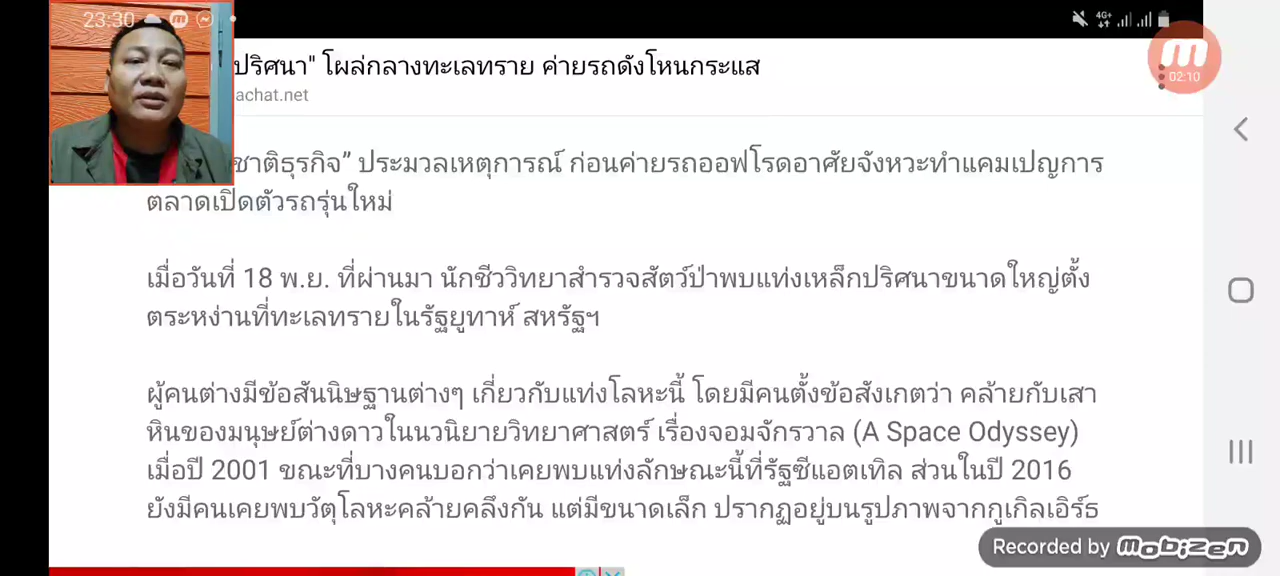 23:30
4G+
ปริศนา" โผล่กลางทะเลทราย ค่ายรถดังโหนกระแส
achat.net
02:10
ชาติธุรกิจ” ประมวลเหตุการณ์ ก่อนค่ายรถออฟโรดอาศัยจังหวะทำแคมเปญการ
ตลาดเปิดตัวรถรุ่นใหม่
เมื่อวันที่ 18 พ.ย. ที่ผ่านมา นักชีววิทยาสำรวจสัตว์ป่าพบแท่งเหล็กปริศนาขนาดใหญ่ตั้ง
ตระหง่านที่ทะเลทรายในรัฐยูทาห์ สหรัฐฯ
ผู้คนต่างมีข้อสันนิษฐานต่างๆ เกี่ยวกับแท่งโลหะนี้ โดยมีคนตั้งข้อสังเกตว่า คล้ายกับเสา
หินของมนุษย์ต่างดาวในนวนิยายวิทยาศาสตร์ เรื่องจอมจักรวาล (A Space Odyssey)
เมื่อปี 2001 ขณะที่บางคนบอกว่าเคยพบแท่งลักษณะนี้ที่รัฐซีแอตเทิล ส่วนในปี 2016
ยังมีคนเคยพบวัตุโลหะคล้ายคลึงกัน แต่มีขนาดเล็ก ปรากฏอยู่บนรูปภาพจากกูเกิลเอิร์ธ
Recorded by mobizen